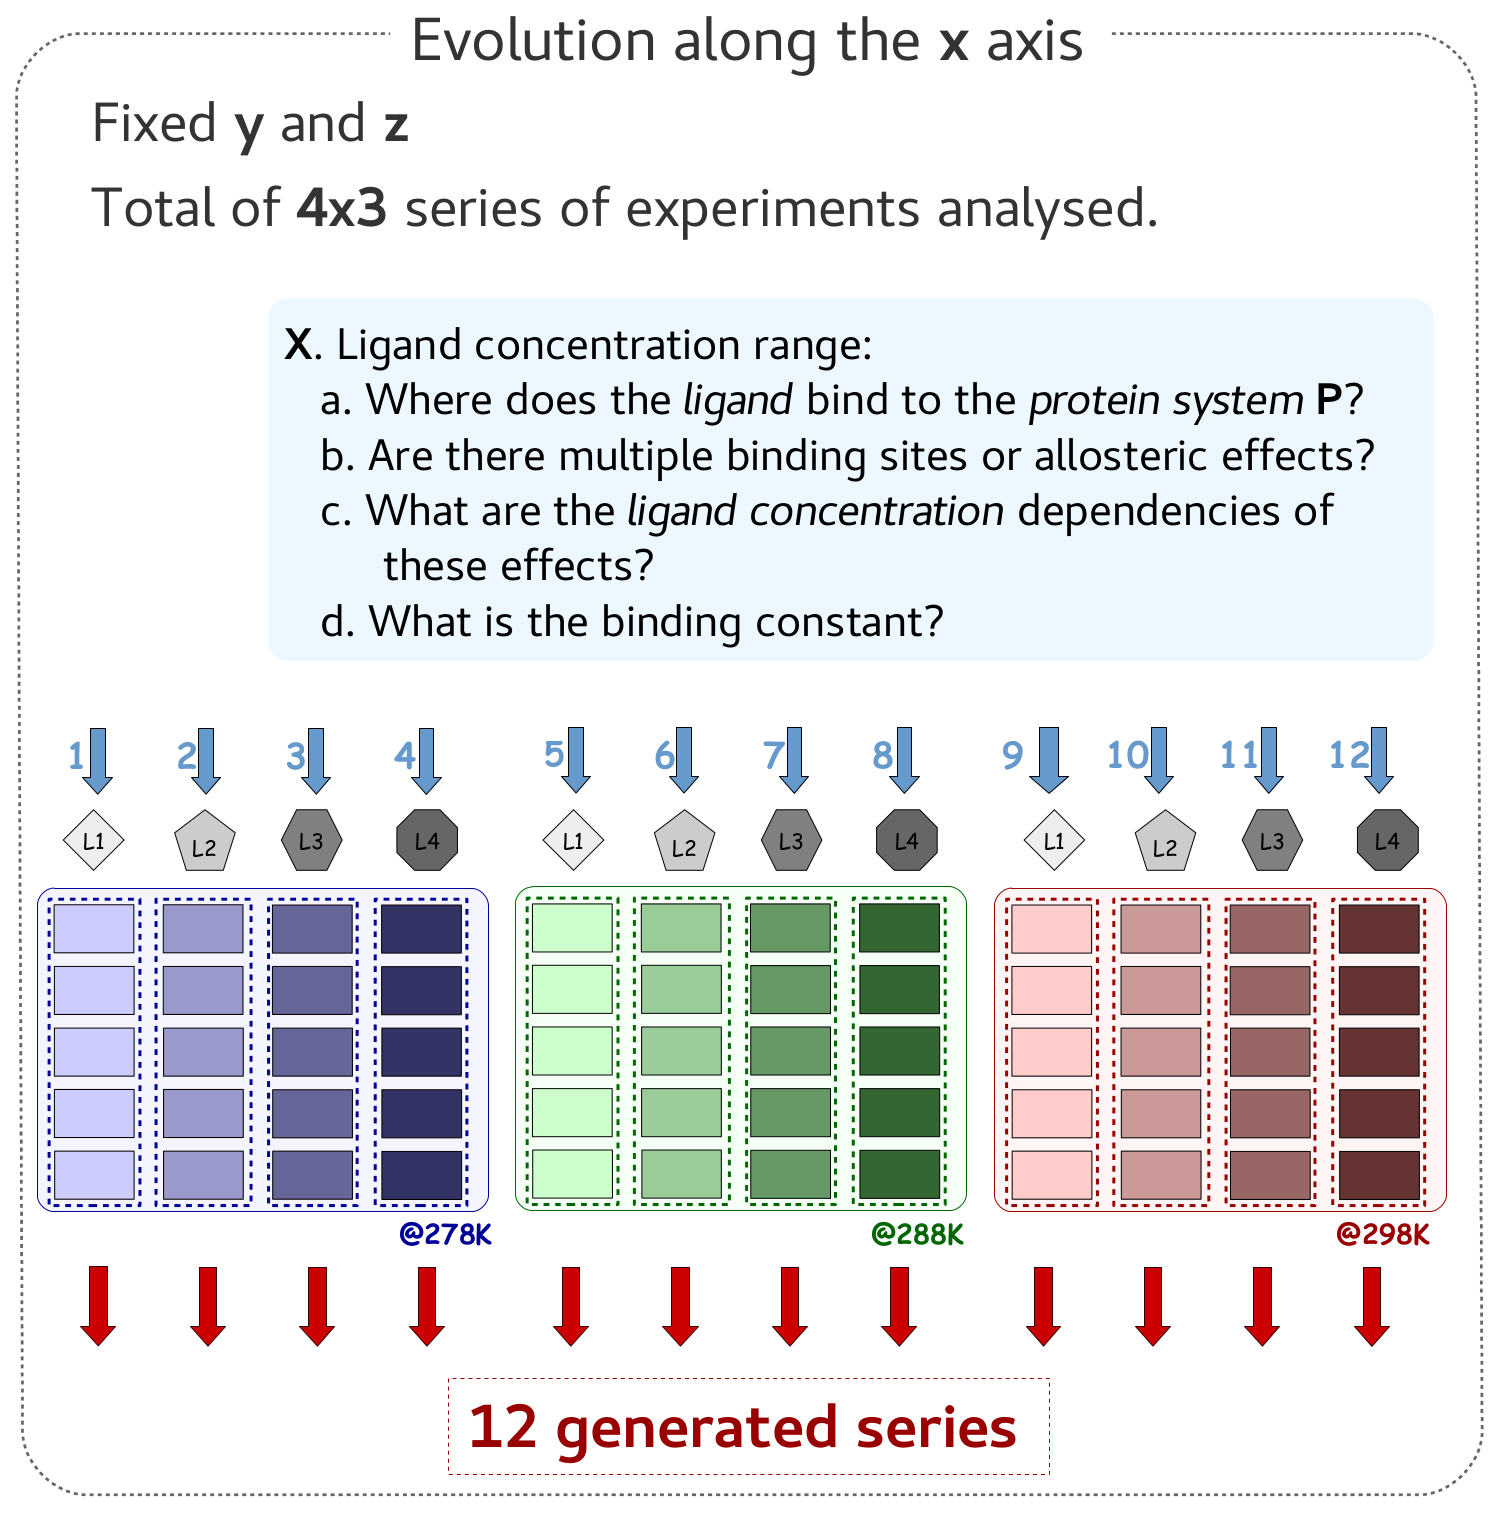 Evolution along the x axis
Fixed y and z
Total of 4x3 series of experiments analysed.
X. Ligand concentration range:
a. Where does the ligand bind to the protein system P?
b. Are there multiple binding sites or allosteric effects?
c. What are the ligand concentration dependencies of
these effects?
d. What is the binding constant?
1 2 3 4 5 6 7 8 9 10 11 12
L1 L2 L3 L4 L1 L2 L3 L4 L1 L2 L3 L4
@278K @288K @298K
12 generated series